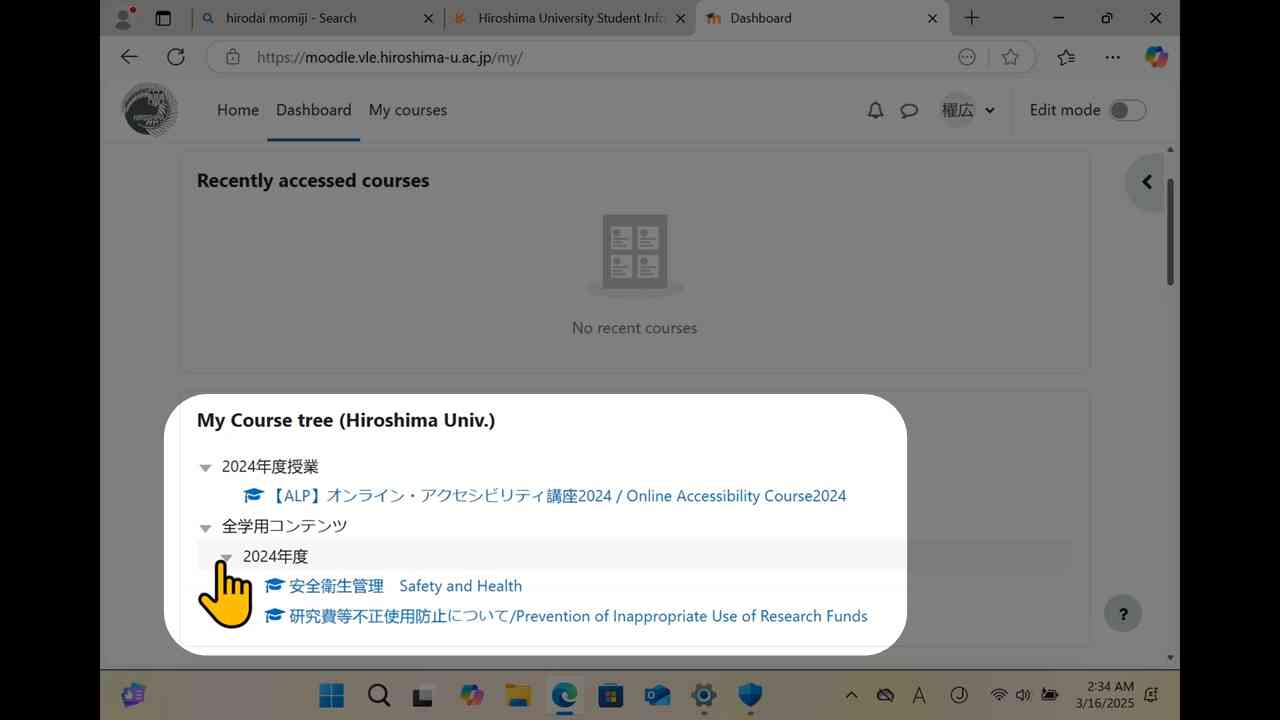 hirodai momiji - Search
Hiroshima University Student Info
Dashboard
https://moodle.vle.hiroshima-u.ac.jp/my/
Home
Dashboard
My courses
櫂広
Edit mode
Recently accessed courses
No recent courses
My Course tree (Hiroshima Univ.)
2024年度授業
【ALP】オンライン・アクセシビリティ講座2024 / Online Accessibility Course2024
全学用コンテンツ
2024年度
安全衛生管理　Safety and Health
研究費等不正使用防止について/Prevention of Inappropriate Use of Research Funds
?
A
2:34 AM
3/16/2025